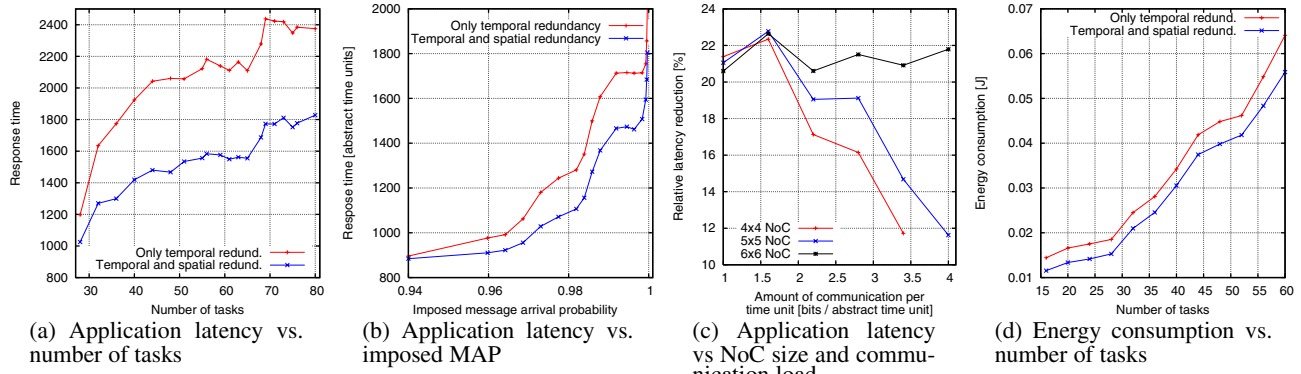 2400
2200
2000
1800
1600
1400
1200
1000
800
Response time
Only temporal redund.
Temporal and spatial redund.
30 40 50 60 70 80
Number of tasks
(a) Application latency vs.
number of tasks
2000
1800
1600
1400
1200
1000
800
Respose time [abstract time units]
Only temporal redundancy
Temporal and spatial redundancy
0.94 0.96 0.98 1
Imposed message arrival probability
(b) Application latency vs.
imposed MAP
24
22
20
18
16
14
12
10
Relative latency reduction [%]
4x4 NoC
5x5 NoC
6x6 NoC
1 1.5 2 2.5 3 3.5 4
Amount of communication per
time unit [bits / abstract time unit]
(c) Application latency
vs NoC size and commu-
nication load
0.07
0.06
0.05
0.04
0.03
0.02
0.01
Energy consumption [J]
Only temporal redund.
Temporal and spatial redund.
15 20 25 30 35 40 45 50 55 60
Number of tasks
(d) Energy consumption vs.
number of tasks